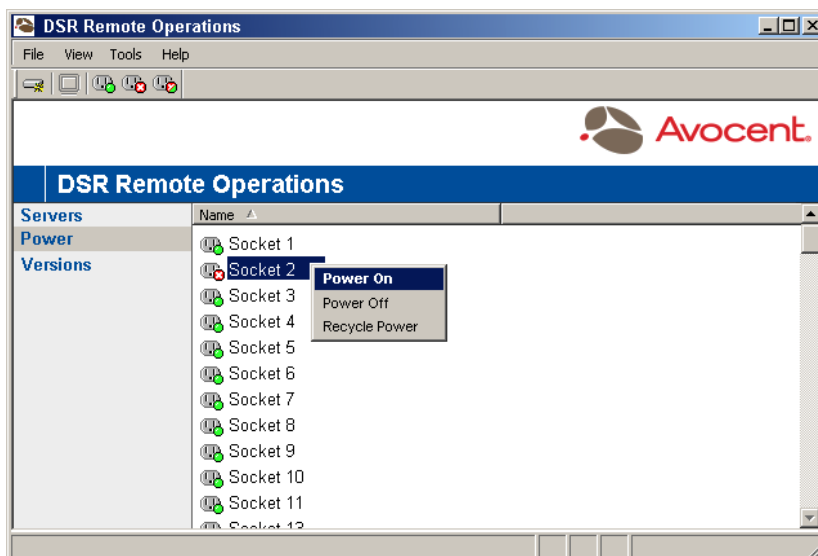 DSR Remote Operations
File View Tools Help
Avocent.
DSR Remote Operations
Servers
Power
Versions
Name
Socket 1
Socket 2
Socket 3
Socket 4
Socket 5
Socket 6
Socket 7
Socket 8
Socket 9
Socket 10
Socket 11
Power On
Power Off
Recycle Power